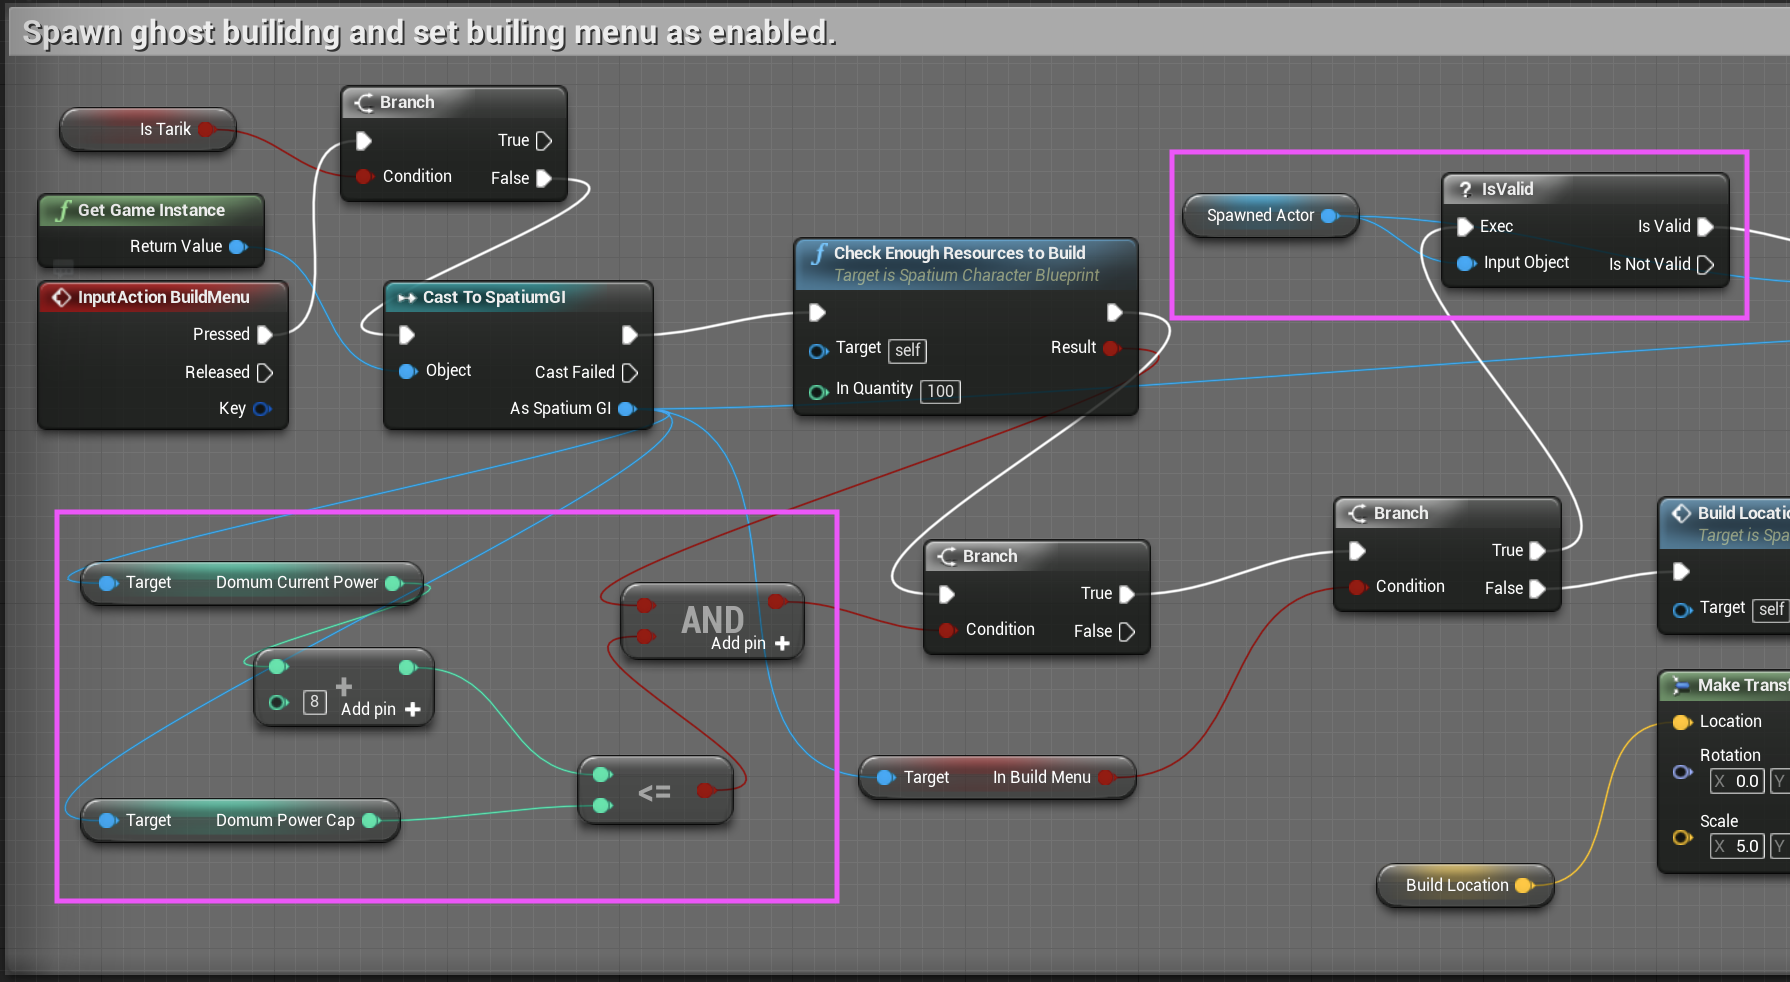 Spawn ghost builidng and set builing menu as enabled.
Is Tarik
Branch
True
Condition
False
Get Game Instance
Return Value
InputAction BuildMenu
Pressed
Released
Key
Cast To SpatiumGI
Object
Cast Failed
As Spatium GI
Check Enough Resources to Build
Target is Spatium Character Blueprint
Target self
Result
In Quantity 100
Spawned Actor
? IsValid
Exec
Is Valid
Input Object
Is Not Valid
Target
Domum Current Power
+
8
Add pin +
Target
Domum Power Cap
<=
AND
Add pin +
Branch
True
Condition
False
Target
In Build Menu
Branch
True
Condition
False
Build Locatio
Target is Spa
Target self
Make Transf
Location
Rotation
X 0.0 Y
Scale
X 5.0 Y
Build Location